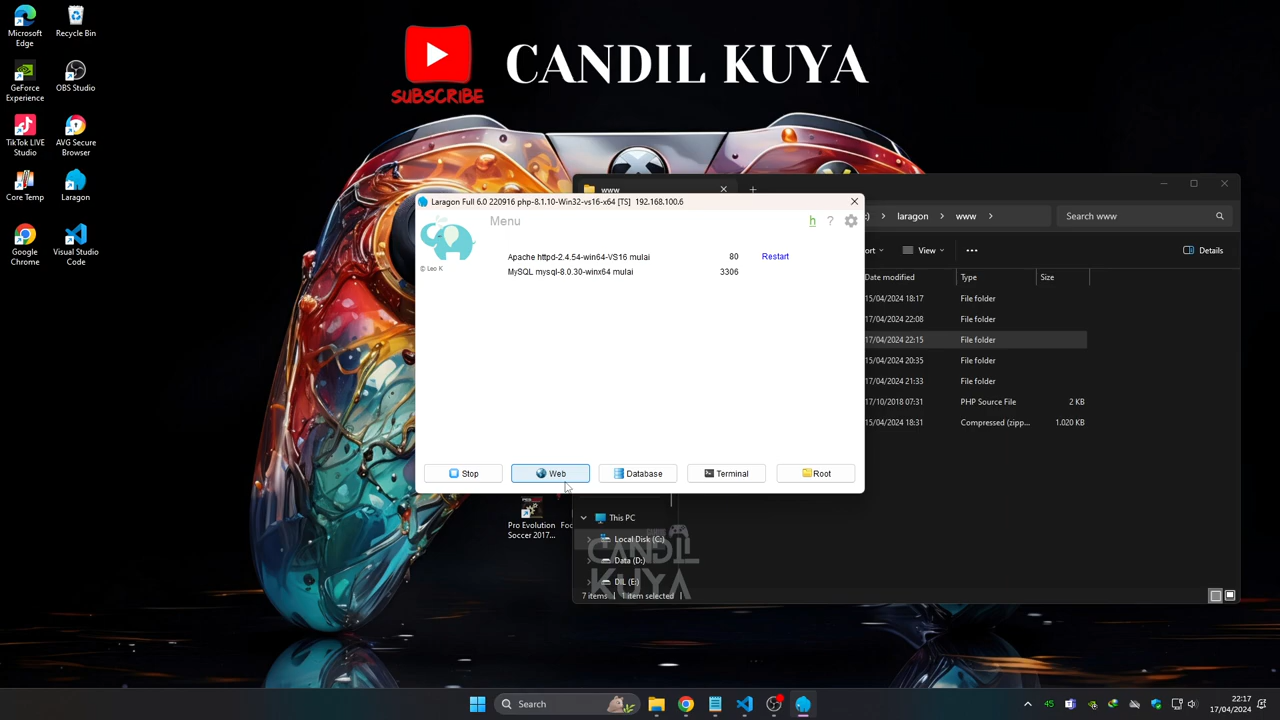 Microsoft Edge
Recycle Bin
GeForce Experience
OBS Studio
TikTok LIVE Studio
AVG Secure Browser
Core Temp
Laragon
Google Chrome
Visual Studio Code
SUBSCRIBE
CANDIL KUYA
www
laragon
www
Search www
View
Details
Date modified
Type
Size
15/04/2024 18:17
File folder
17/04/2024 22:08
File folder
17/04/2024 22:15
File folder
15/04/2024 20:35
File folder
17/04/2024 21:33
File folder
17/10/2018 07:31
PHP Source File
2 KB
15/04/2024 18:31
Compressed (zipp...
1.020 KB
Laragon Full 6.0 220916 php-8.1.10-Win32-vs16-x64 [TS] 192.168.100.6
Menu
h
?
© Leo K
Apache httpd-2.4.54-win64-VS16 mulai
80
Restart
MySQL mysql-8.0.30-winx64 mulai
3306
Stop
Web
Database
Terminal
Root
Pro Evolution Soccer 2017...
This PC
Local Disk (C:)
Data (D:)
DIL (E:)
CANDIL
KUYA
7 items
1 item selected
Search
45
22:17
17/04/2024